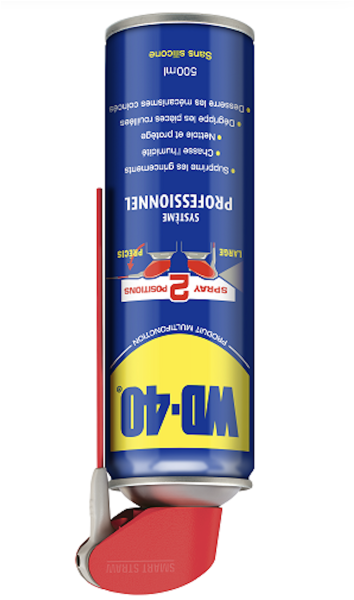 SMART STRAW
WD-40®
PRODUIT MULTIFONCTION
SPRAY 2 POSITIONS
LARGE
PRÉCIS
SYSTÈME
PROFESSIONNEL
• Supprime les grincements
• Chasse l'humidité
• Nettoie et protège
• Dégrippe les pièces rouillées
• Desserre les mécanismes coincés
500ml
Sans silicone